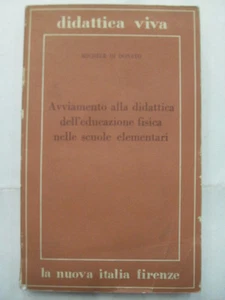 didattica viva
Avviamento alla didattica
dell'educazione fisica
nelle scuole elementari
la nuova italia firenze